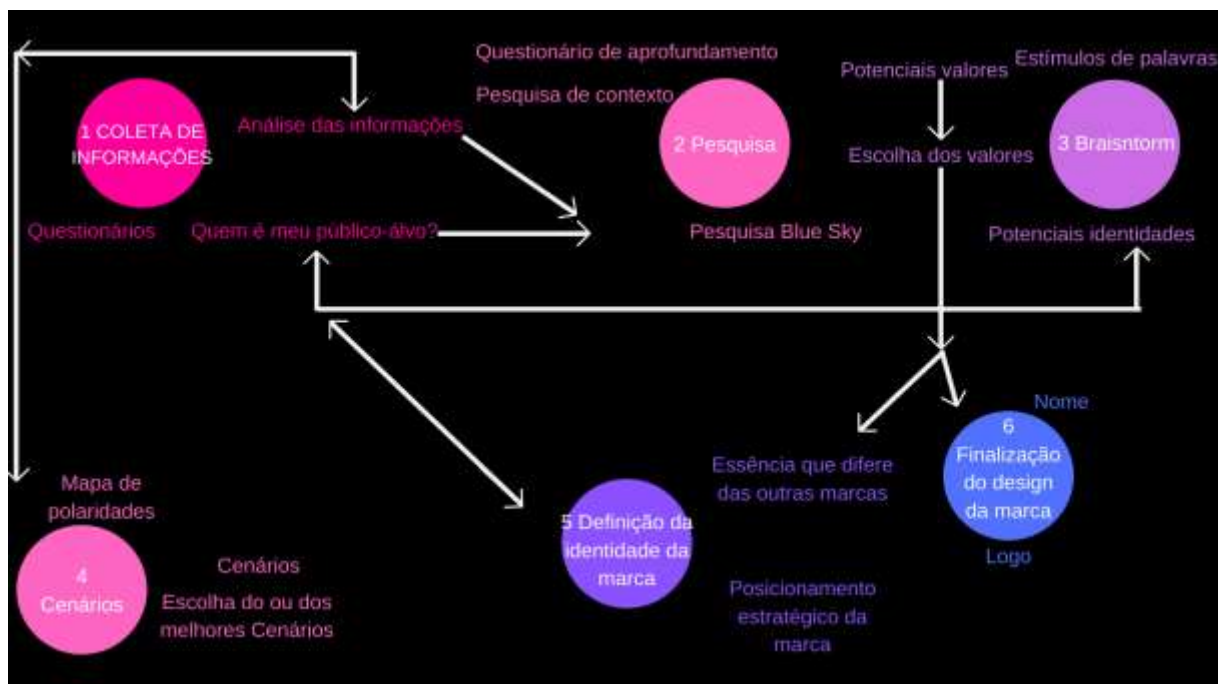 Questionário de aprofundamento
Potenciais valores
Estímulos de palavras
Pesquisa de contexto
1 COLETA DE
INFORMAÇÕES
Análise das informações
2 Pesquisa
Escolha dos valores
3 Braisntorm
Questionários
Quem é meu público-álvo?
Pesquisa Blue Sky
Potenciais identidades
Nome
6
Finalização
do design
da marca
Logo
Mapa de
polaridades
4
Cenários
Cenários
Escolha do ou dos
melhores Cenários
5 Definição da
identidade da
marca
Essência que difere
das outras marcas
Posicionamento
estratégico da
marca